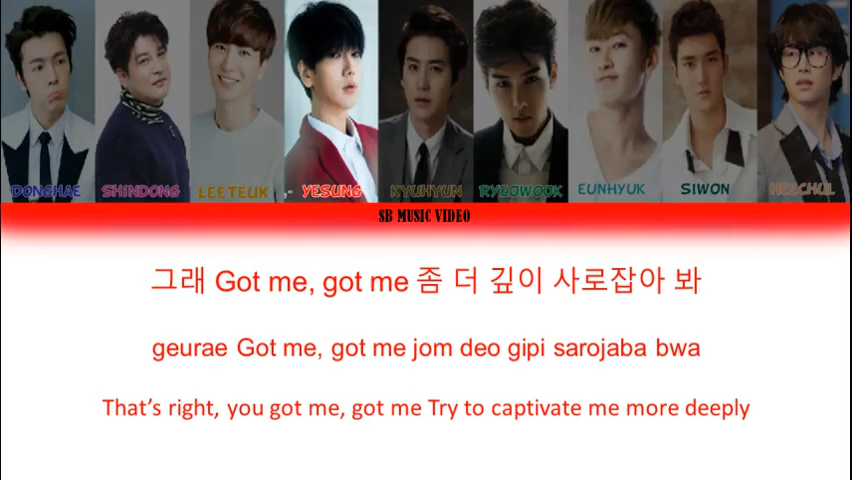 DONGHAE SHINDONG LEETEUK YESUNG KYUHYUN RYEOWOOK EUNHYUK SIWON HEECHUL
SB MUSIC VIDEO
그래 Got me, got me 좀 더 깊이 사로잡아 봐
geurae Got me, got me jom deo gipi sarojaba bwa
That's right, you got me, got me Try to captivate me more deeply